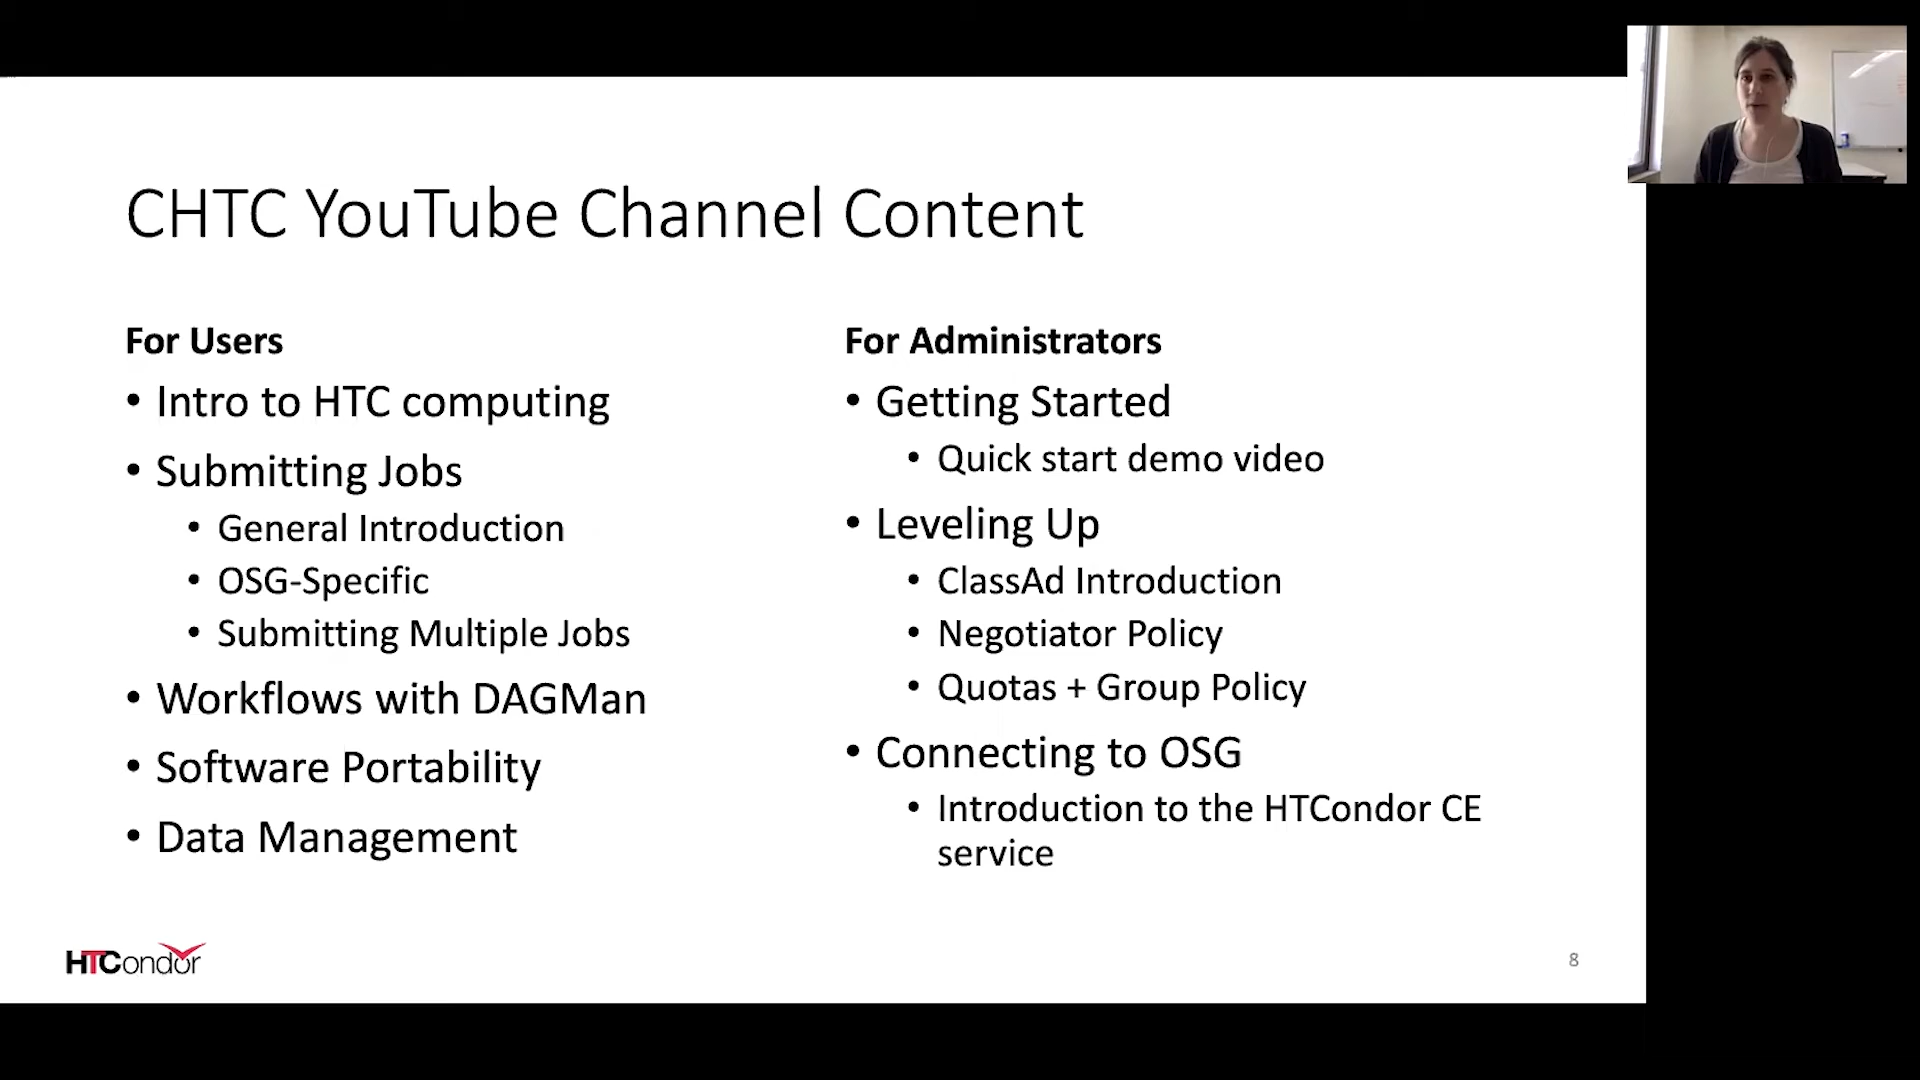 CHTC YouTube Channel Content
For Users
• Intro to HTC computing
• Submitting Jobs
• General Introduction
• OSG-Specific
• Submitting Multiple Jobs
• Workflows with DAGMan
• Software Portability
• Data Management
For Administrators
• Getting Started
• Quick start demo video
• Leveling Up
• ClassAd Introduction
• Negotiator Policy
• Quotas + Group Policy
• Connecting to OSG
• Introduction to the HTCondor CE
service
HTCondor
8